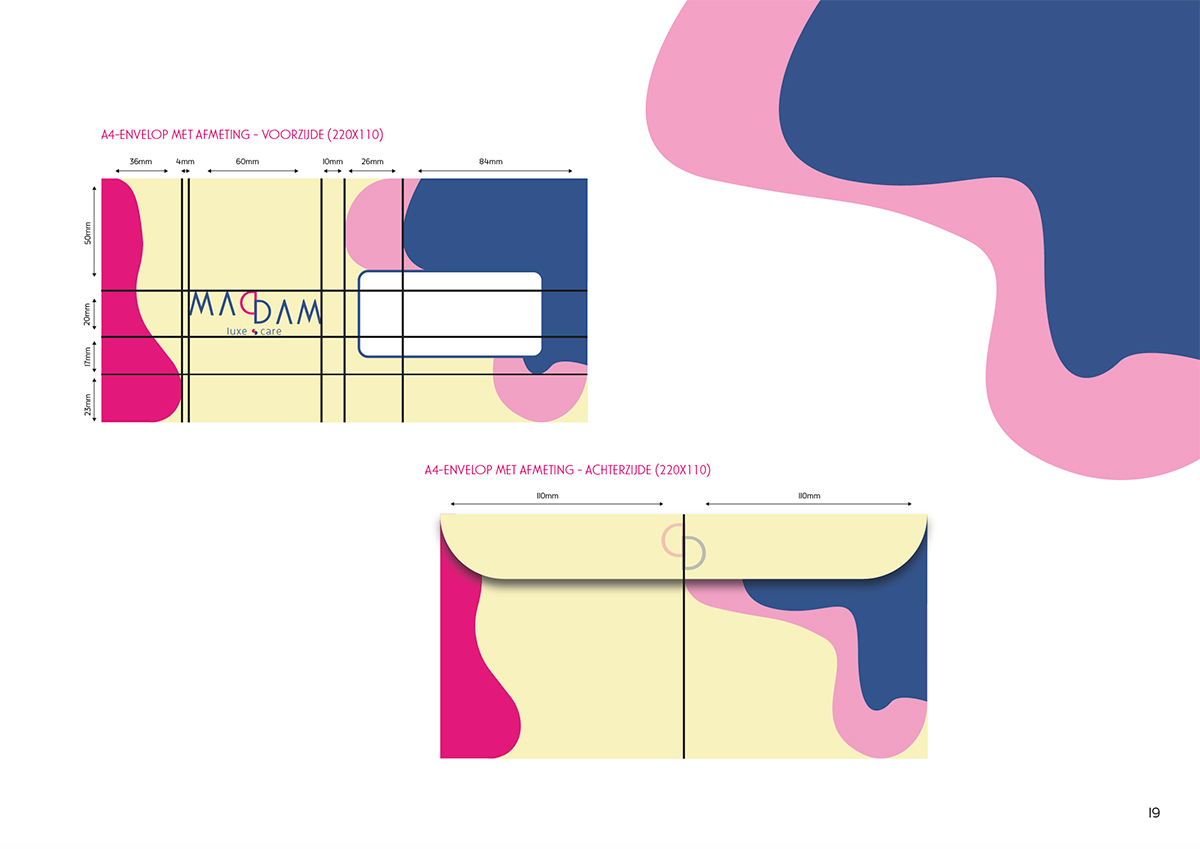 A4-ENVELOP MET AFMETING - VOORZIJDE (220X110)
36mm 4mm 60mm 10mm 26mm 84mm
50mm
20mm
17mm
23mm
MADDAM
luxe care
A4-ENVELOP MET AFMETING - ACHTERZIJDE (220X110)
110mm 110mm
19